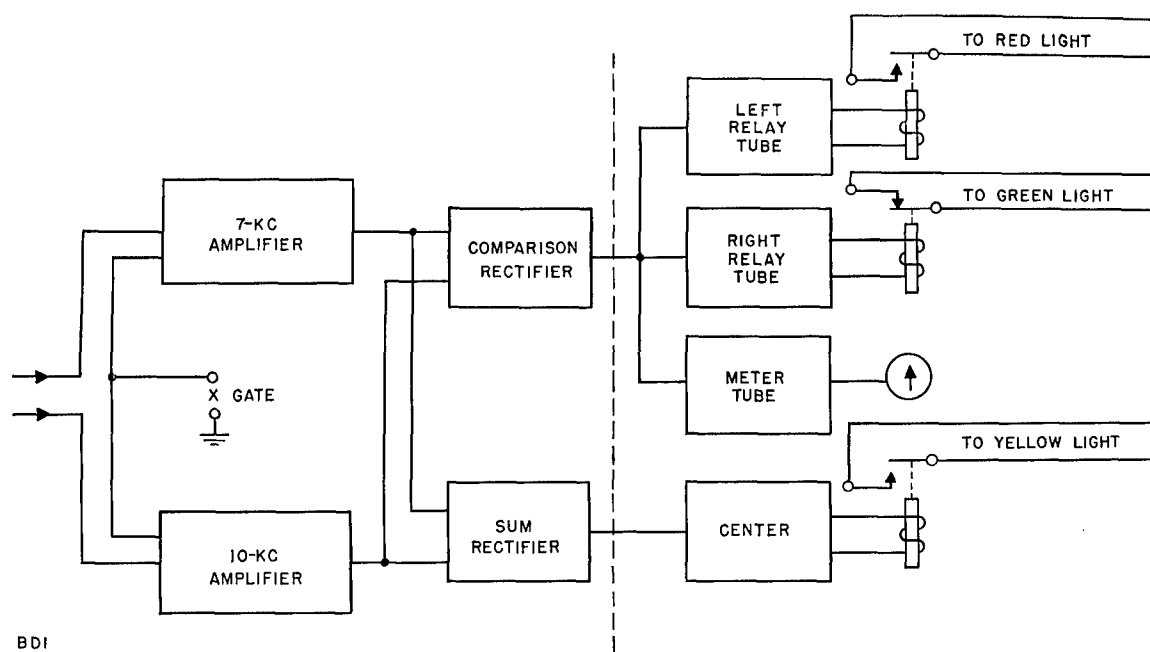 TO RED LIGHT
LEFT
RELAY
TUBE
7-KC
AMPLIFIER
COMPARISON
RECTIFIER
TO GREEN LIGHT
RIGHT
RELAY
TUBE
X GATE
METER
TUBE
TO YELLOW LIGHT
10-KC
AMPLIFIER
SUM
RECTIFIER
CENTER
BD1